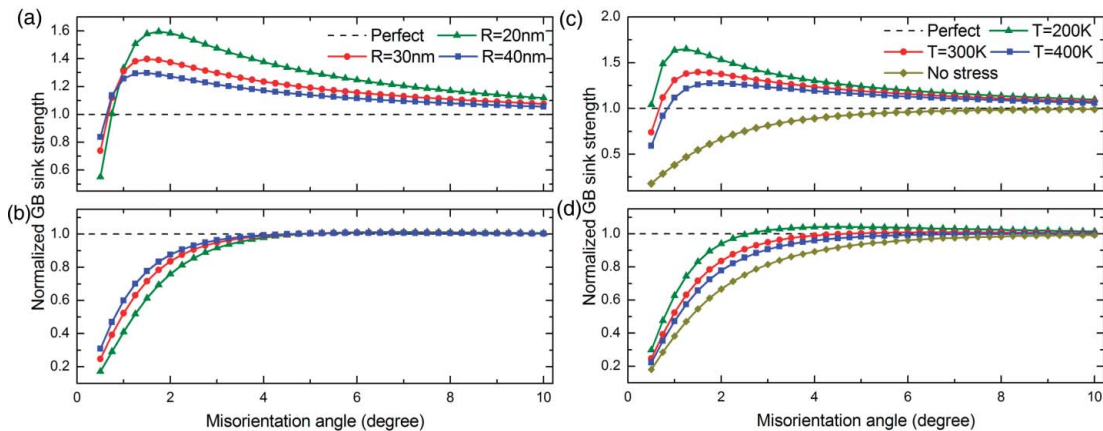 (a)
1.6
1.4
1.2
1.0
0.8
0.6
Perfect R=20nm
R=30nm R=40nm
(b)
1.0
0.8
0.6
0.4
0.2
0 2 4 6 8 10
Misorientation angle (degree)
Normalized GB sink strength
(c)
2.0
1.5
1.0
0.5
Perfect T=200K
T=300K T=400K
No stress
(d)
1.0
0.8
0.6
0.4
0.2
0 2 4 6 8 10
Misorientation angle (degree)
Normalized GB sink strength